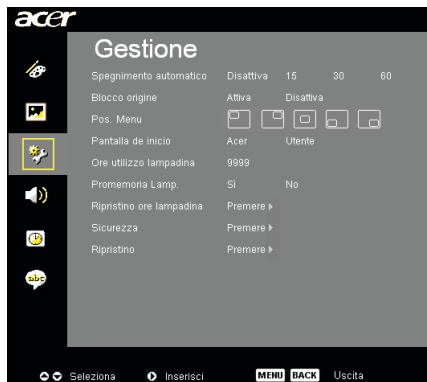 acer
Gestione
Spegnimento automatico Disattiva 15 30 60
Blocco origine Attiva Disattiva
Pos. Menu
Pantalla de inicio Acer Utente
Ore utilizzo lampadina 9999
Promemoria Lamp. Sì No
Ripristino ore lampadina Premere
Sicurezza Premere
Ripristino Premere
abc
Seleziona Inserisci MENU BACK Uscita